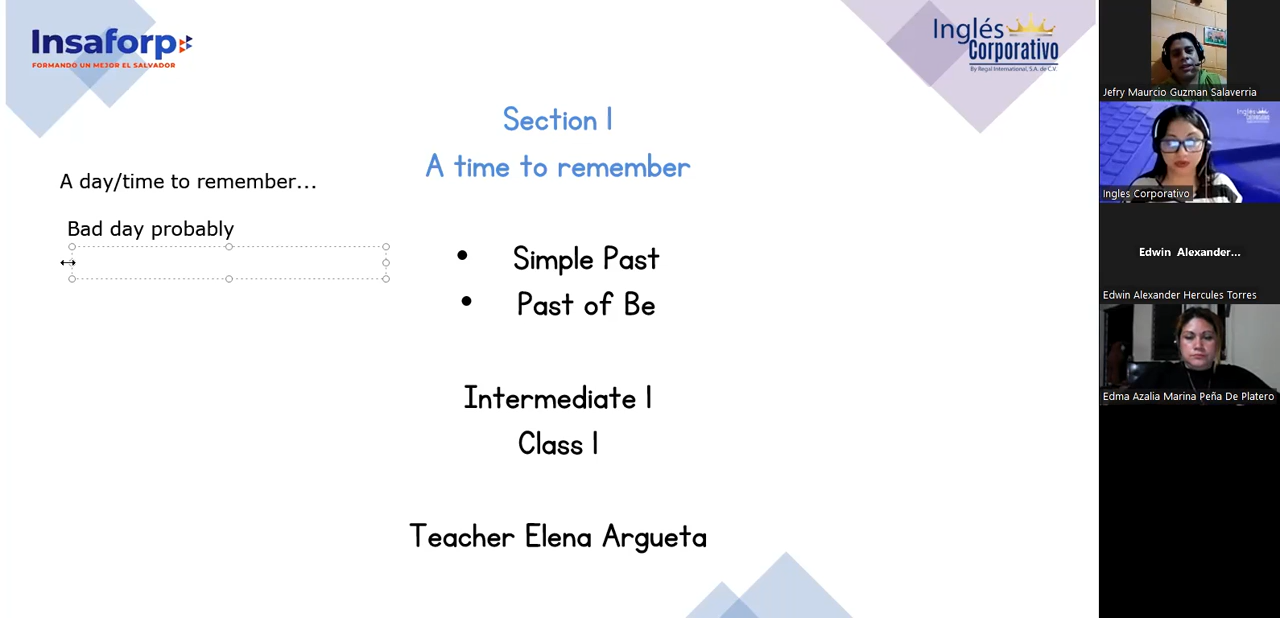 Insaforp
FORMANDO UN MEJOR EL SALVADOR
Inglés
Corporativo
By Regal International, S.A. de C.V.
Section 1
A time to remember
A day/time to remember...
Bad day probably
• Simple Past
• Past of Be
Intermediate 1
Class 1
Teacher Elena Argueta
Jefry Maurcio Guzman Salaverria
Ingles Corporativo
Edwin Alexander...
Edwin Alexander Hercules Torres
Edma Azalia Marina Peña De Platero